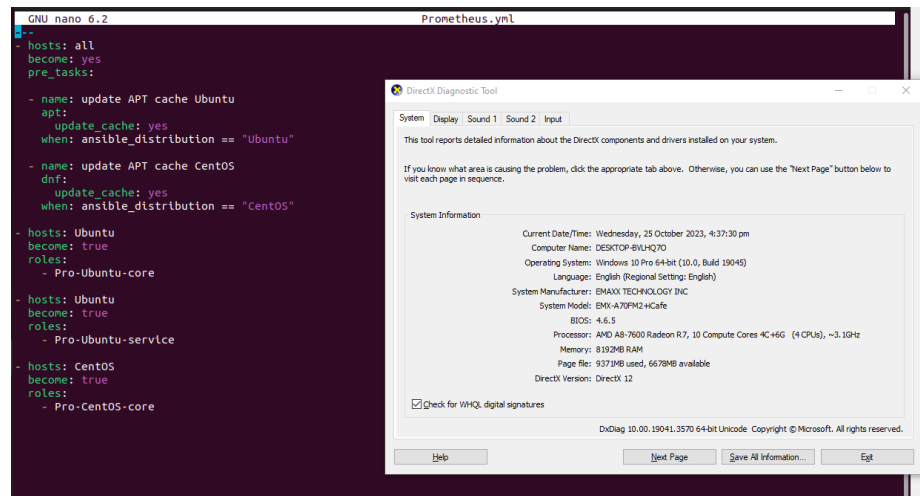 GNU nano 6.2 Prometheus.yml
---
- hosts: all
  become: yes
  pre_tasks:
  - name: update APT cache Ubuntu
    apt:
      update_cache: yes
    when: ansible_distribution == "Ubuntu"
  - name: update APT cache CentOS
    dnf:
      update_cache: yes
    when: ansible_distribution == "CentOS"
- hosts: Ubuntu
  become: true
  roles:
    - Pro-Ubuntu-core
- hosts: Ubuntu
  become: true
  roles:
    - Pro-Ubuntu-service
- hosts: CentOS
  become: true
  roles:
    - Pro-CentOS-core
DirectX Diagnostic Tool
System Display Sound 1 Sound 2 Input
This tool reports detailed information about the DirectX components and drivers installed on your system.
If you know what area is causing the problem, click the appropriate tab above. Otherwise, you can use the "Next Page" button below to
visit each page in sequence.
System Information
Current Date/Time: Wednesday, 25 October 2023, 4:37:30 pm
Computer Name: DESKTOP-BVLHQ7O
Operating System: Windows 10 Pro 64-bit (10.0, Build 19045)
Language: English (Regional Setting: English)
System Manufacturer: EMAXX TECHNOLOGY INC
System Model: EMX-A70FM2+iCafe
BIOS: 4.6.5
Processor: AMD A8-7600 Radeon R7, 10 Compute Cores 4C+6G (4 CPUs), ~3.1GHz
Memory: 8192MB RAM
Page file: 9371MB used, 6678MB available
DirectX Version: DirectX 12
Check for WHQL digital signatures
DxDiag 10.00.19041.3570 64-bit Unicode Copyright © Microsoft. All rights reserved.
Help Next Page Save All Information... Exit